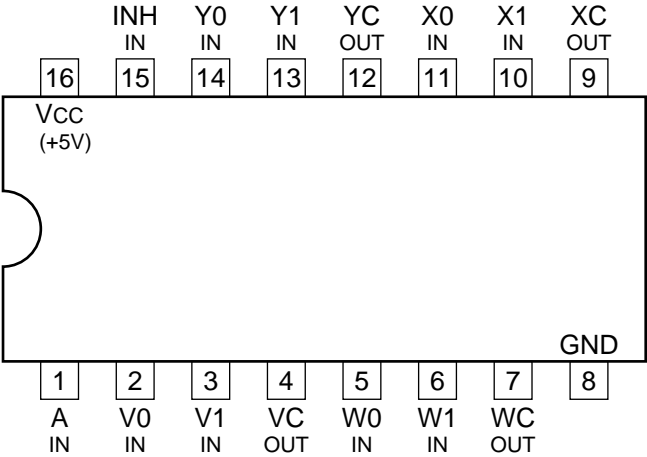 INH Y0 Y1 YC X0 X1 XC
IN IN IN OUT IN IN OUT
16 15 14 13 12 11 10 9
VCC
(+5V)
GND
1 2 3 4 5 6 7 8
A V0 V1 VC W0 W1 WC
IN IN IN OUT IN IN OUT